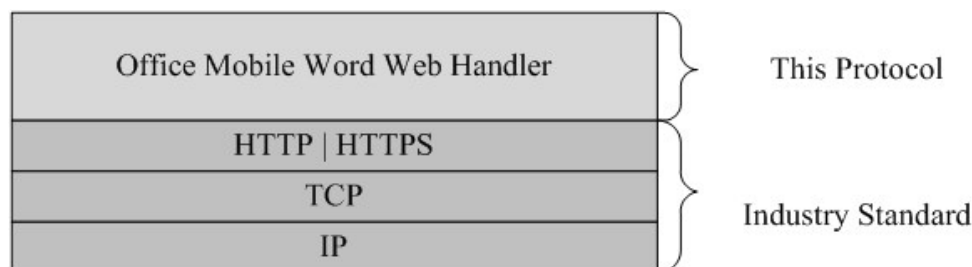 Office Mobile Word Web Handler
This Protocol
HTTP | HTTPS
TCP
Industry Standard
IP